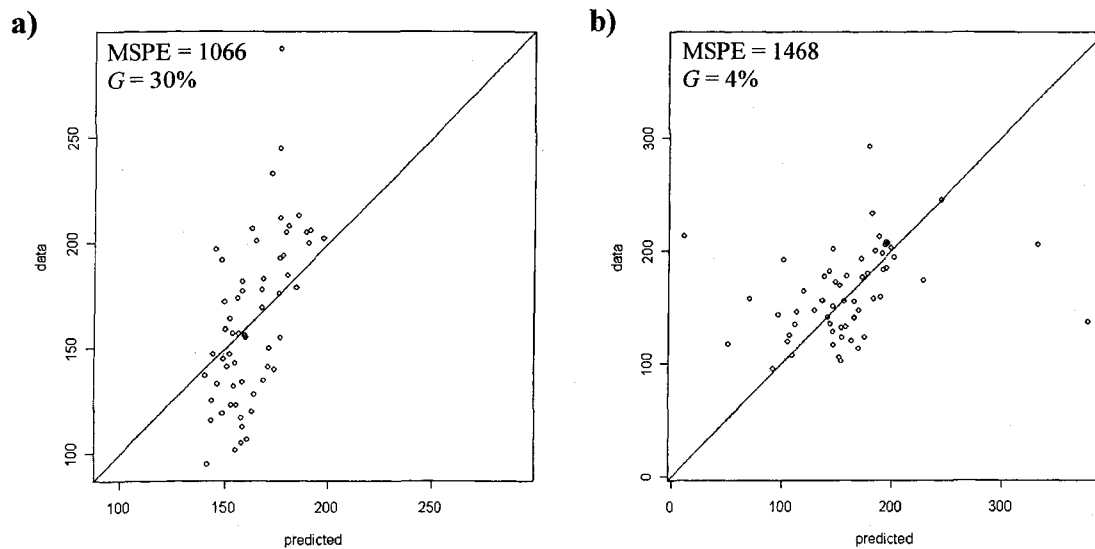 a)
MSPE = 1066
G = 30%
250
200
150
100
data
100 150 200 250
predicted
b)
MSPE = 1468
G = 4%
300
200
100
0
data
0 100 200 300
predicted